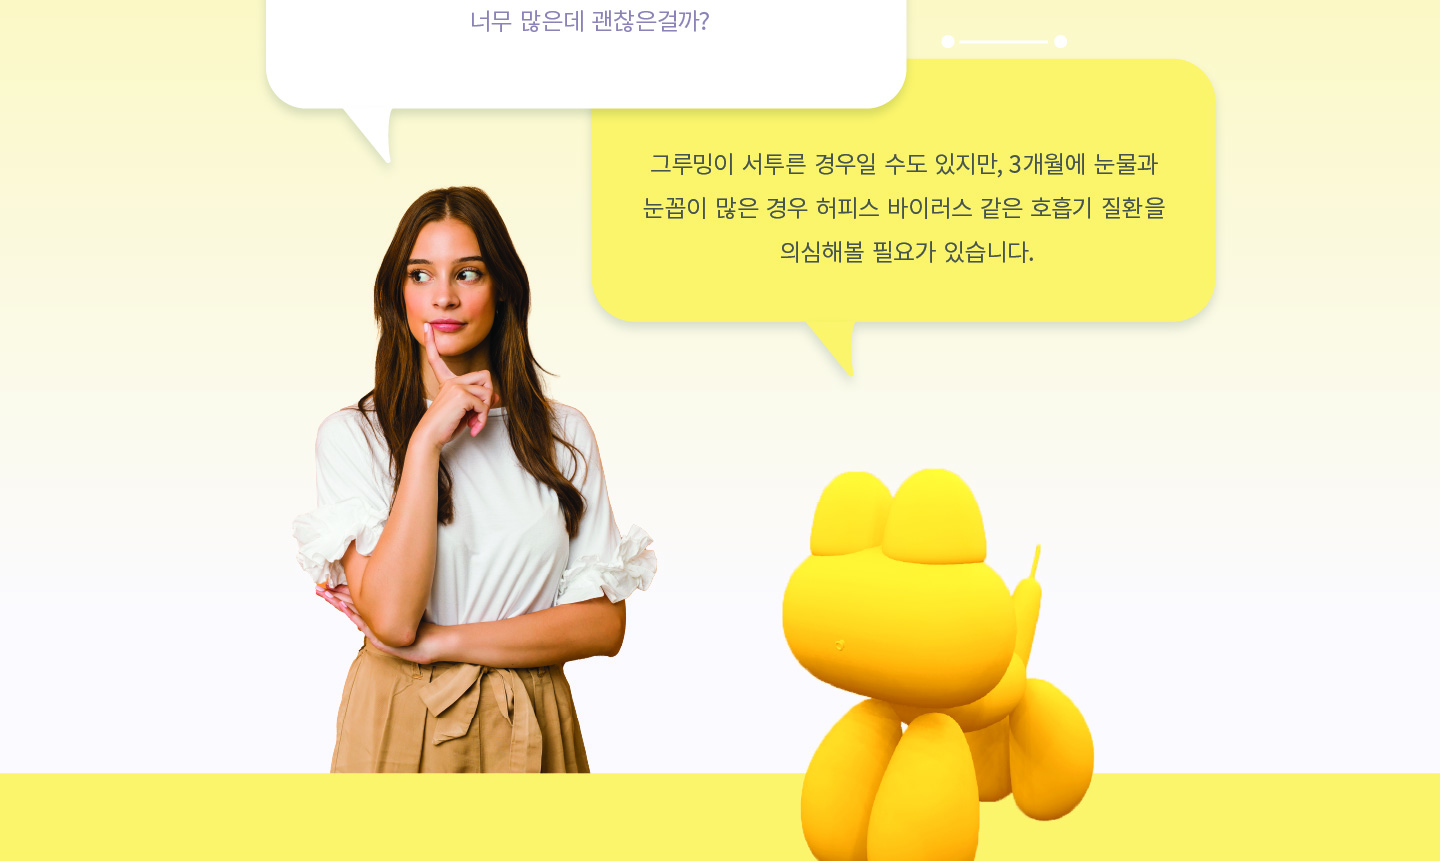 너무 많은데 괜찮은걸까?
그루밍이 서투른 경우일 수도 있지만, 3개월에 눈물과
눈꼽이 많은 경우 허피스 바이러스 같은 호흡기 질환을
의심해볼 필요가 있습니다.